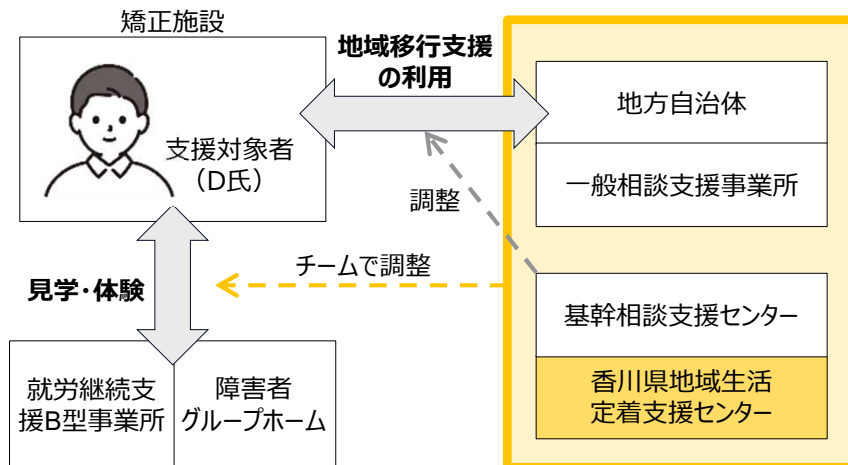 矯正施設
支援対象者
（D氏）
地域移行支援
の利用
地方自治体
一般相談支援事業所
調整
チームで調整
見学・体験
基幹相談支援センター
香川県地域生活
定着支援センター
就労継続支
援B型事業所
障害者
グループホーム